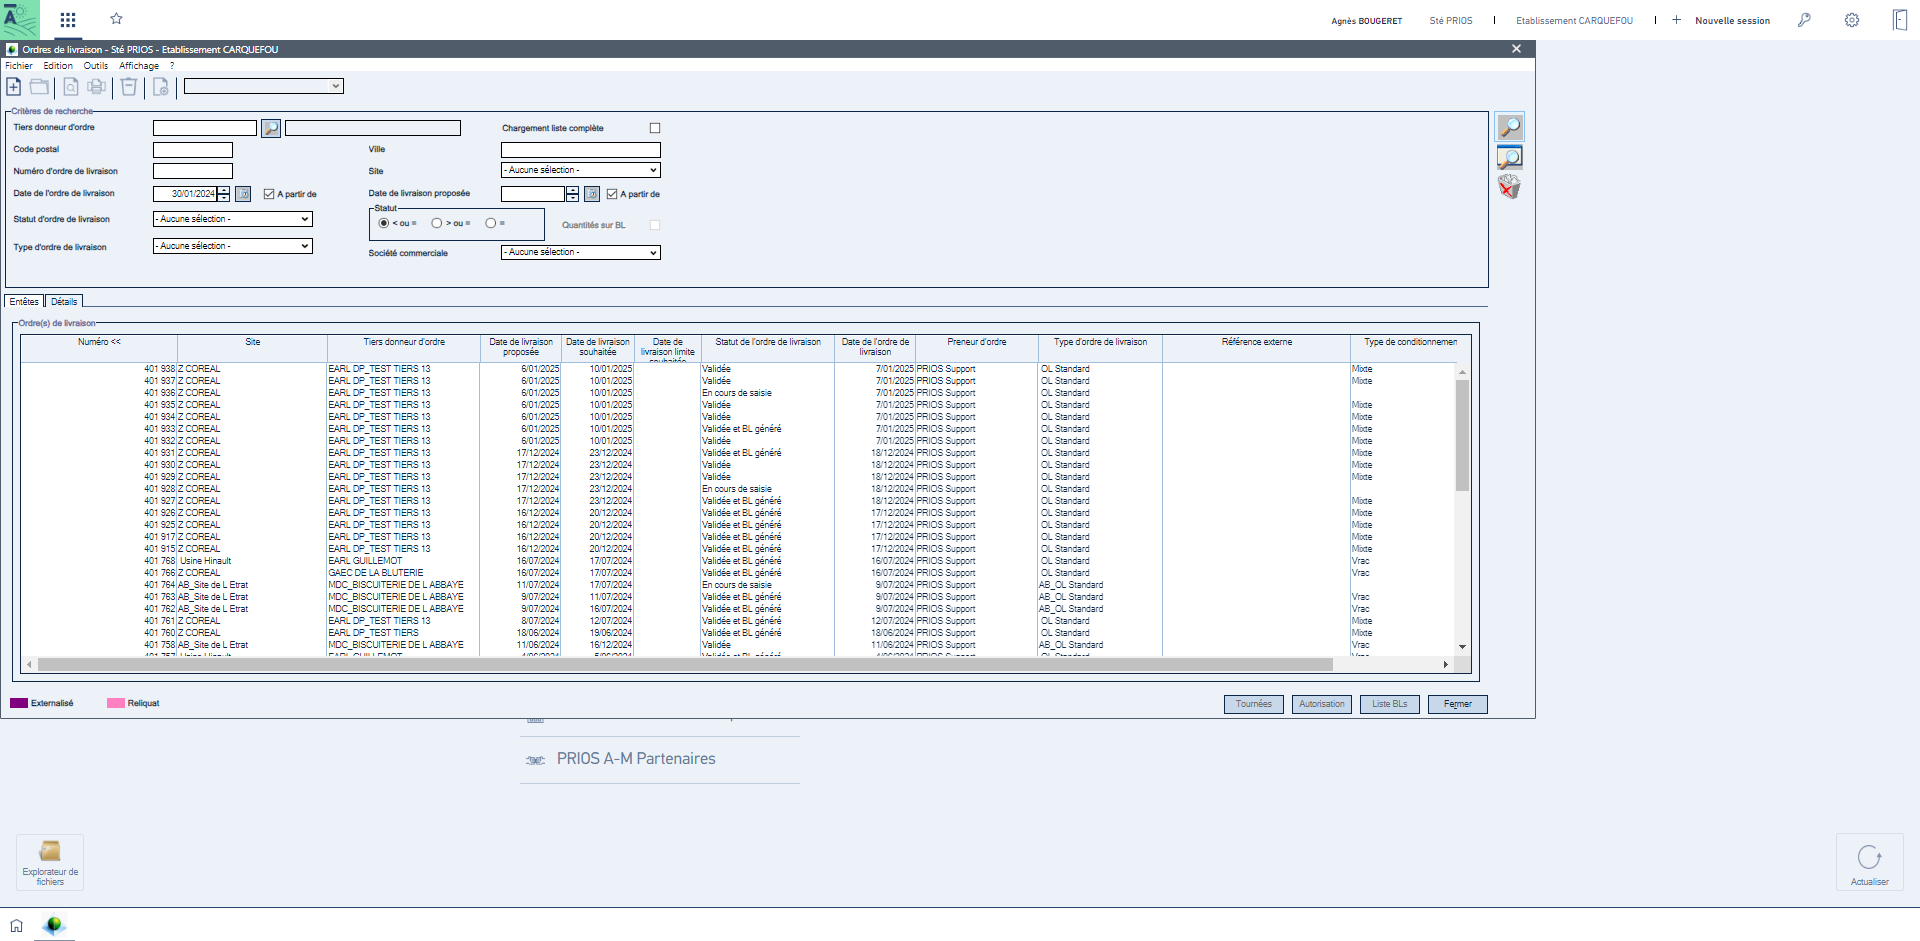 Agnès BOUGERET Sté PRIOS | Etablissement CARQUEFOU | + Nouvelle session
Ordres de livraison - Sté PRIOS - Etablissement CARQUEFOU
Fichier Edition Outils Affichage ?
Critères de recherche
Tiers donneur d'ordre Chargement liste complète
Code postal Ville
Numéro d'ordre de livraison Site - Aucune sélection -
Date de l'ordre de livraison 30/01/2024 A partir de Date de livraison proposée A partir de
Statut d'ordre de livraison - Aucune sélection - Statut < ou = > ou = = Quantités sur BL
Type d'ordre de livraison - Aucune sélection - Société commerciale - Aucune sélection -
Entêtes Détails
Ordre(s) de livraison
Numéro << Site Tiers donneur d'ordre Date de livraison proposée Date de livraison souhaitée Date de livraison limite souhaitée Statut de l'ordre de livraison Date de l'ordre de livraison Preneur d'ordre Type d'ordre de livraison Référence externe Type de conditionnemen
401 938 Z COREAL EARL DP_TEST TIERS 13 6/01/2025 10/01/2025 Validée 7/01/2025 PRIOS Support OL Standard Mixte
401 937 Z COREAL EARL DP_TEST TIERS 13 6/01/2025 10/01/2025 Validée 7/01/2025 PRIOS Support OL Standard Mixte
401 936 Z COREAL EARL DP_TEST TIERS 13 6/01/2025 10/01/2025 En cours de saisie 7/01/2025 PRIOS Support OL Standard
401 935 Z COREAL EARL DP_TEST TIERS 13 6/01/2025 10/01/2025 Validée 7/01/2025 PRIOS Support OL Standard Mixte
401 934 Z COREAL EARL DP_TEST TIERS 13 6/01/2025 10/01/2025 Validée 7/01/2025 PRIOS Support OL Standard Mixte
401 933 Z COREAL EARL DP_TEST TIERS 13 6/01/2025 10/01/2025 Validée et BL généré 7/01/2025 PRIOS Support OL Standard Mixte
401 932 Z COREAL EARL DP_TEST TIERS 13 6/01/2025 10/01/2025 Validée 7/01/2025 PRIOS Support OL Standard Mixte
401 931 Z COREAL EARL DP_TEST TIERS 13 17/12/2024 23/12/2024 Validée et BL généré 18/12/2024 PRIOS Support OL Standard Mixte
401 930 Z COREAL EARL DP_TEST TIERS 13 17/12/2024 23/12/2024 Validée 18/12/2024 PRIOS Support OL Standard Mixte
401 929 Z COREAL EARL DP_TEST TIERS 13 17/12/2024 23/12/2024 Validée 18/12/2024 PRIOS Support OL Standard Mixte
401 928 Z COREAL EARL DP_TEST TIERS 13 17/12/2024 23/12/2024 En cours de saisie 18/12/2024 PRIOS Support OL Standard
401 927 Z COREAL EARL DP_TEST TIERS 13 17/12/2024 23/12/2024 Validée et BL généré 18/12/2024 PRIOS Support OL Standard Mixte
401 926 Z COREAL EARL DP_TEST TIERS 13 16/12/2024 20/12/2024 Validée et BL généré 17/12/2024 PRIOS Support OL Standard Mixte
401 925 Z COREAL EARL DP_TEST TIERS 13 16/12/2024 20/12/2024 Validée et BL généré 17/12/2024 PRIOS Support OL Standard Mixte
401 917 Z COREAL EARL DP_TEST TIERS 13 16/12/2024 20/12/2024 Validée et BL généré 17/12/2024 PRIOS Support OL Standard Mixte
401 915 Z COREAL EARL DP_TEST TIERS 13 16/12/2024 20/12/2024 Validée et BL généré 17/12/2024 PRIOS Support OL Standard Mixte
401 768 Usine Hinault EARL GUILLEMOT 16/07/2024 17/07/2024 Validée et BL généré 16/07/2024 PRIOS Support OL Standard Vrac
401 766 Z COREAL GAEC DE LA BLUTERIE 16/07/2024 17/07/2024 Validée et BL généré 16/07/2024 PRIOS Support OL Standard Vrac
401 764 AB_Site de L Etrat MDC_BISCUITERIE DE L ABBAYE 11/07/2024 17/07/2024 En cours de saisie 9/07/2024 PRIOS Support AB_OL Standard
401 763 AB_Site de L Etrat MDC_BISCUITERIE DE L ABBAYE 9/07/2024 11/07/2024 Validée et BL généré 9/07/2024 PRIOS Support AB_OL Standard Vrac
401 762 AB_Site de L Etrat MDC_BISCUITERIE DE L ABBAYE 9/07/2024 16/07/2024 Validée et BL généré 9/07/2024 PRIOS Support AB_OL Standard Vrac
401 761 Z COREAL EARL DP_TEST TIERS 13 8/07/2024 12/07/2024 Validée et BL généré 12/07/2024 PRIOS Support OL Standard Mixte
401 760 Z COREAL EARL DP_TEST TIERS 18/06/2024 19/06/2024 Validée et BL généré 18/06/2024 PRIOS Support OL Standard Mixte
401 758 AB_Site de L Etrat MDC_BISCUITERIE DE L ABBAYE 11/06/2024 16/12/2024 Validée 11/06/2024 PRIOS Support AB_OL Standard Vrac
Externalisé Reliquat Tournées Autorisation Liste BLs Fermer
PRIOS A-M Partenaires
Explorateur de
fichiers
Actualiser